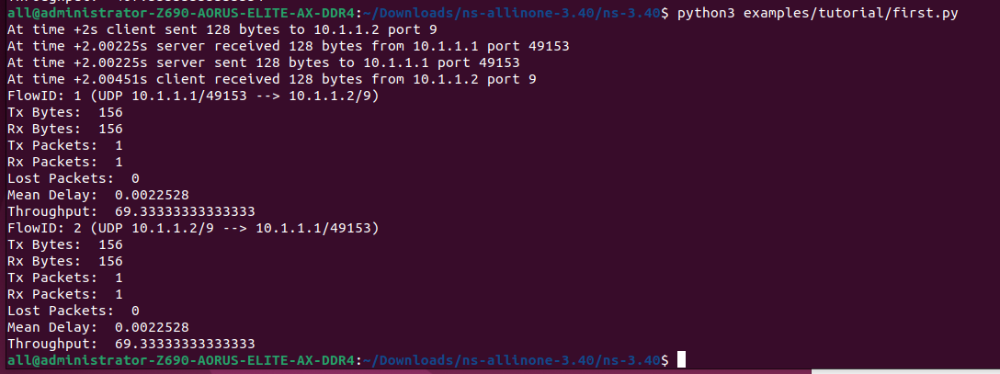 all@administrator-Z690-AORUS-ELITE-AX-DDR4:~/Downloads/ns-allinone-3.40/ns-3.40$ python3 examples/tutorial/first.py
At time +2s client sent 128 bytes to 10.1.1.2 port 9
At time +2.00225s server received 128 bytes from 10.1.1.1 port 49153
At time +2.00225s server sent 128 bytes to 10.1.1.1 port 49153
At time +2.00451s client received 128 bytes from 10.1.1.2 port 9
FlowID: 1 (UDP 10.1.1.1/49153 --> 10.1.1.2/9)
Tx Bytes:  156
Rx Bytes:  156
Tx Packets:  1
Rx Packets:  1
Lost Packets:  0
Mean Delay:  0.0022528
Throughput:  69.33333333333333
FlowID: 2 (UDP 10.1.1.2/9 --> 10.1.1.1/49153)
Tx Bytes:  156
Rx Bytes:  156
Tx Packets:  1
Rx Packets:  1
Lost Packets:  0
Mean Delay:  0.0022528
Throughput:  69.33333333333333
all@administrator-Z690-AORUS-ELITE-AX-DDR4:~/Downloads/ns-allinone-3.40/ns-3.40$